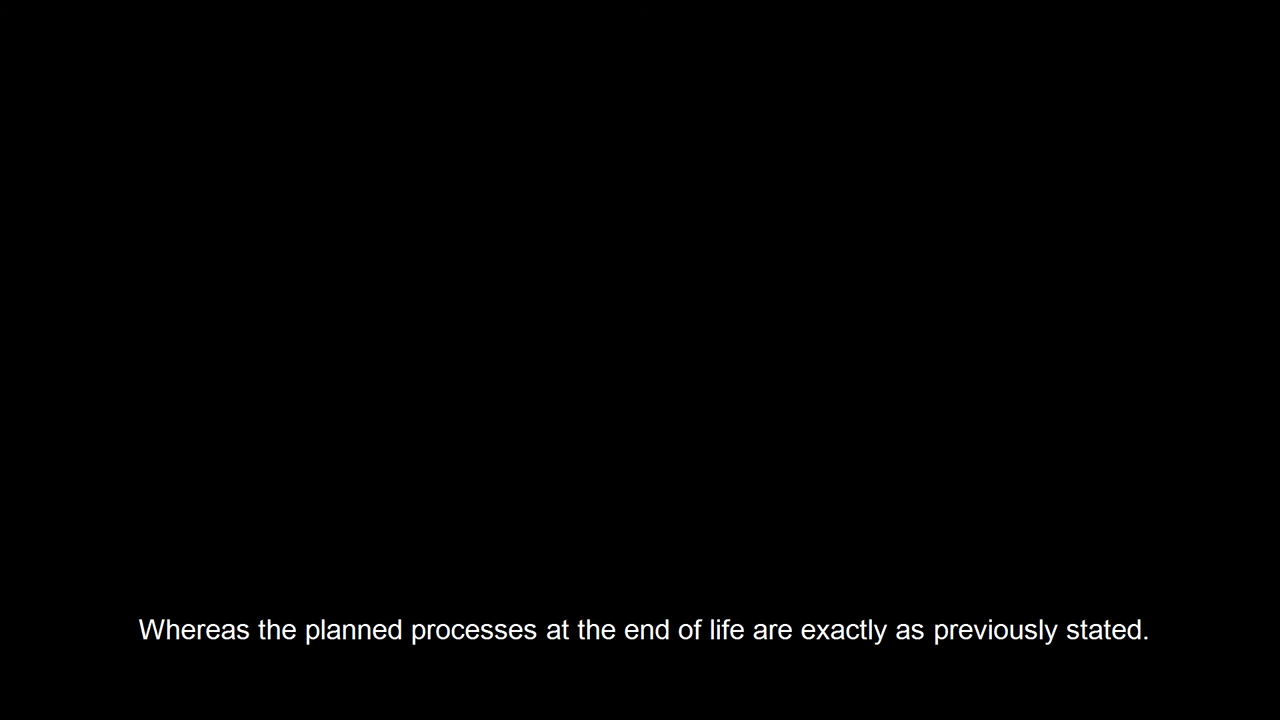 Whereas the planned processes at the end of life are exactly as previously stated.